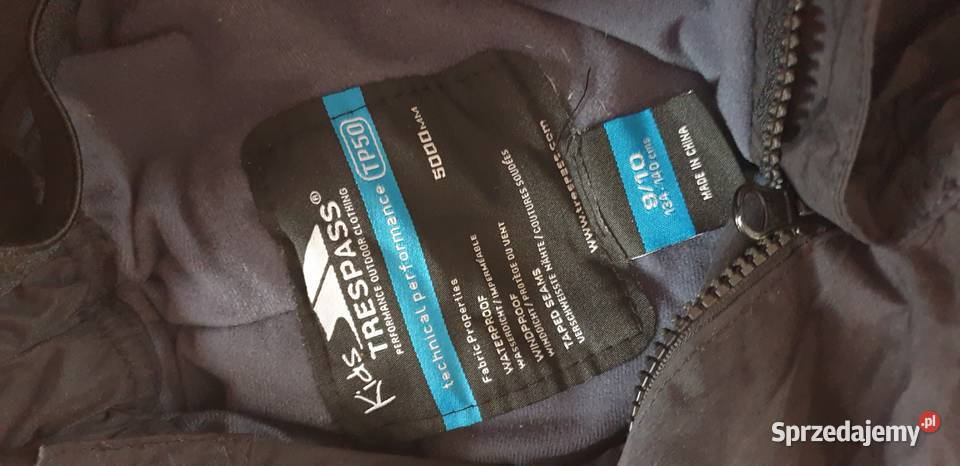 Kids
TRESPASS®
PERFORMANCE OUTDOOR CLOTHING
technical performance TP50
Fabric Properties
5000MM
WATERPROOF
WASSERDICHT/IMPERMÉABLE
WINDPROOF
WINDDICHT/PROTÈGE DU VENT
TAPED SEAMS
VERSCHWEISSTE NÄHTE/COUTURES SOUDÉES
www.trespass.com
9/10
134-140 cms
MADE IN CHINA
Sprzedajemy.pl